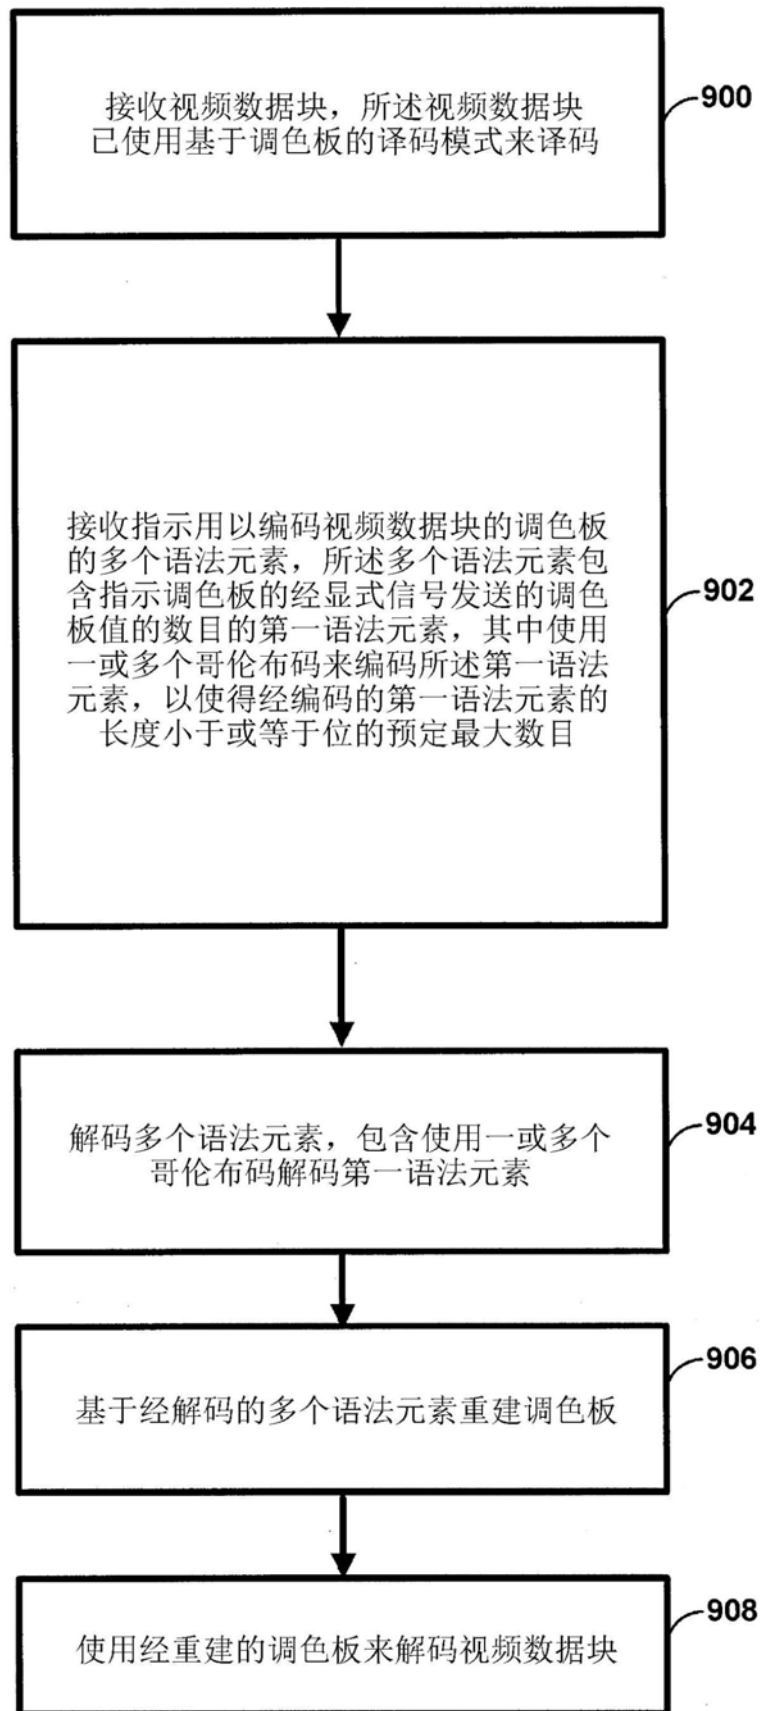 接收视频数据块，所述视频数据块
已使用基于调色板的译码模式来译码
900
接收指示用以编码视频数据块的调色板
的多个语法元素，所述多个语法元素包
含指示调色板的经显式信号发送的调色
板值的数目的第一语法元素，其中使用
一或多个哥伦布码来编码所述第一语法
元素，以使得经编码的第一语法元素的
长度小于或等于位的预定最大数目
902
解码多个语法元素，包含使用一或多个
哥伦布码解码第一语法元素
904
基于经解码的多个语法元素重建调色板
906
使用经重建的调色板来解码视频数据块
908